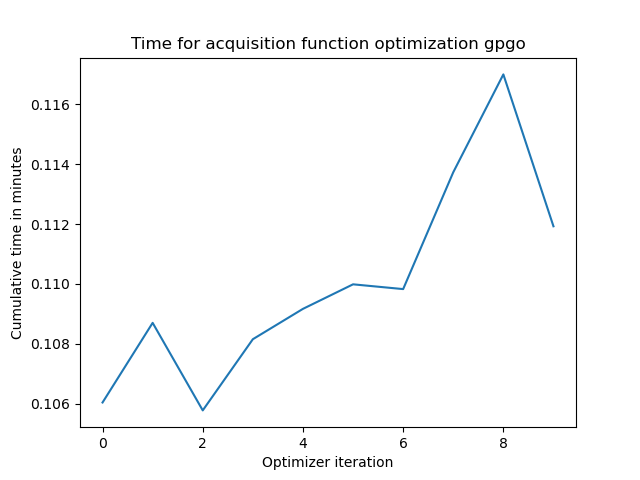 Time for acquisition function optimization gpgo
Cumulative time in minutes
0.116
0.114
0.112
0.110
0.108
0.106
0 2 4 6 8
Optimizer iteration